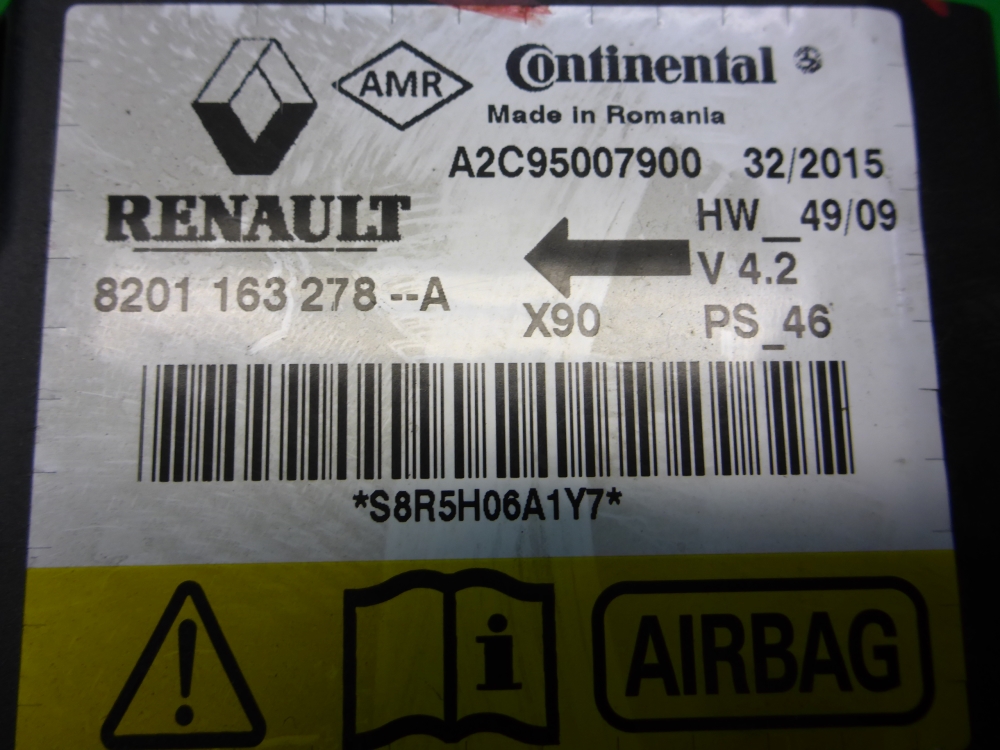 AMR
Continental
Made in Romania
A2C95007900 32/2015
RENAULT
HW_49/09
V 4.2
8201 163 278 --A
X90 PS_46
*S8R5H06A1Y7*
i
AIRBAG